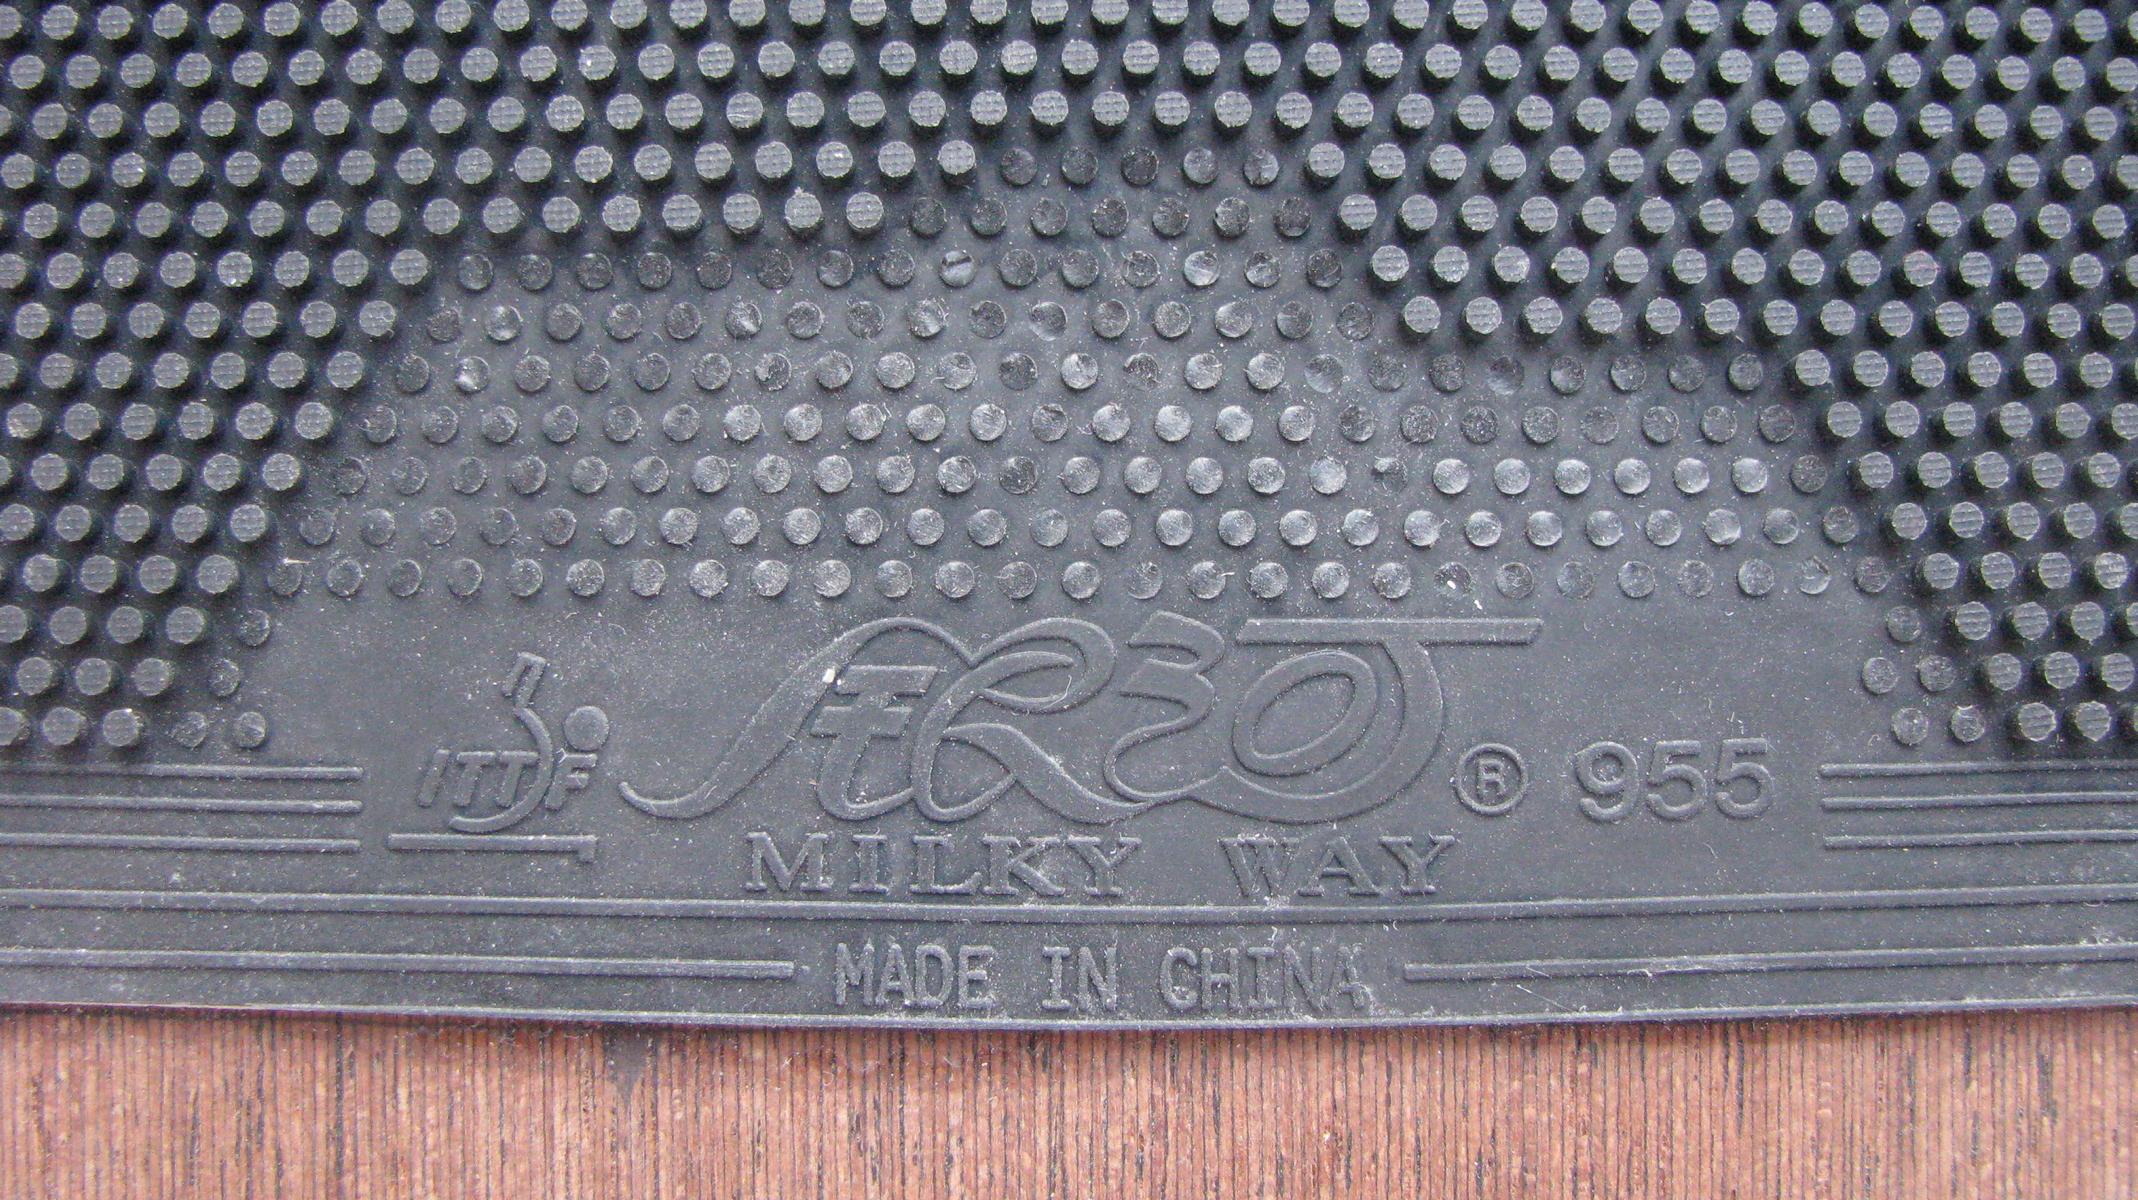 ITTF
® 955
MILKY WAY
MADE IN CHINA